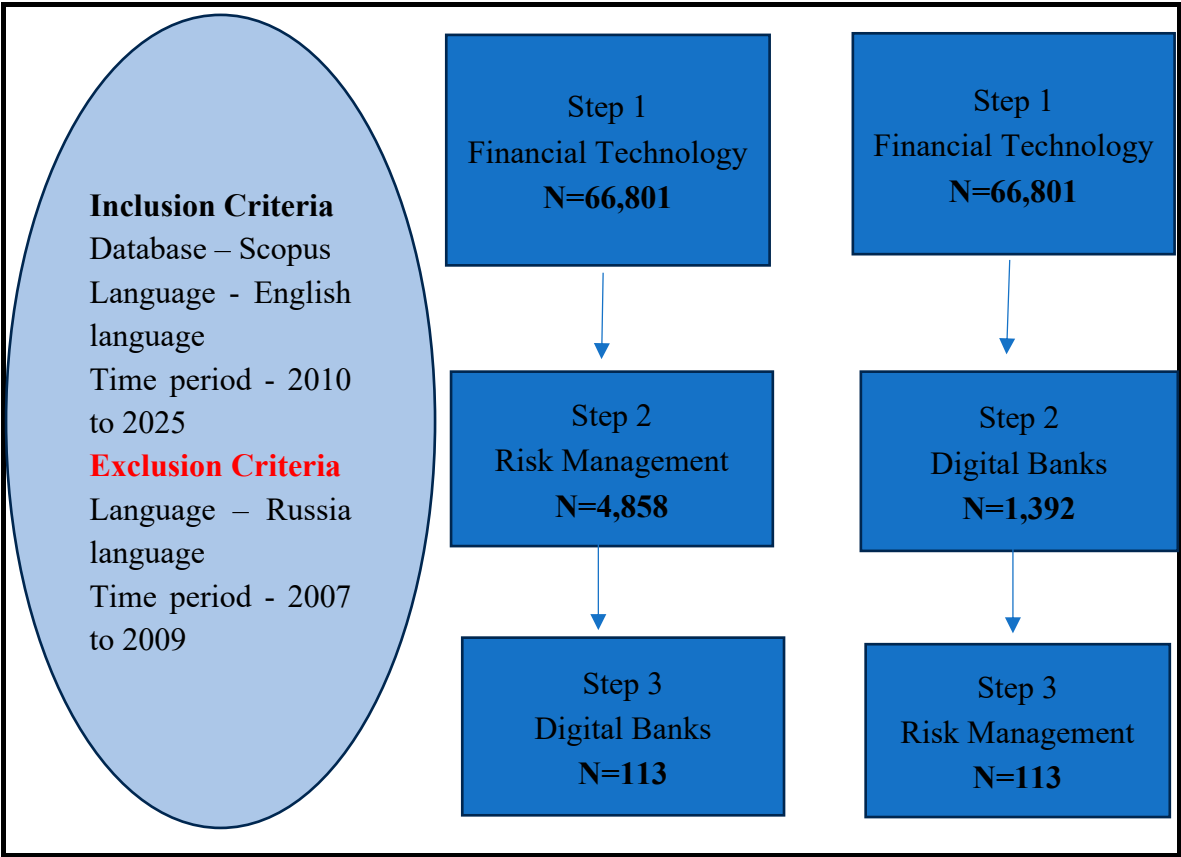 Inclusion Criteria
Database – Scopus
Language - English
language
Time period - 2010
to 2025
Exclusion Criteria
Language – Russia
language
Time period - 2007
to 2009
Step 1
Financial Technology
N=66,801
Step 2
Risk Management
N=4,858
Step 3
Digital Banks
N=113
Step 1
Financial Technology
N=66,801
Step 2
Digital Banks
N=1,392
Step 3
Risk Management
N=113